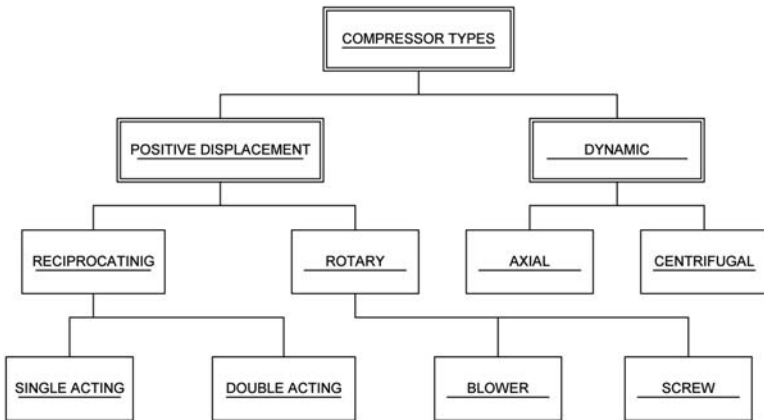 COMPRESSOR TYPES
POSITIVE DISPLACEMENT
DYNAMIC
RECIPROCATINIG
ROTARY
AXIAL
CENTRIFUGAL
SINGLE ACTING
DOUBLE ACTING
BLOWER
SCREW